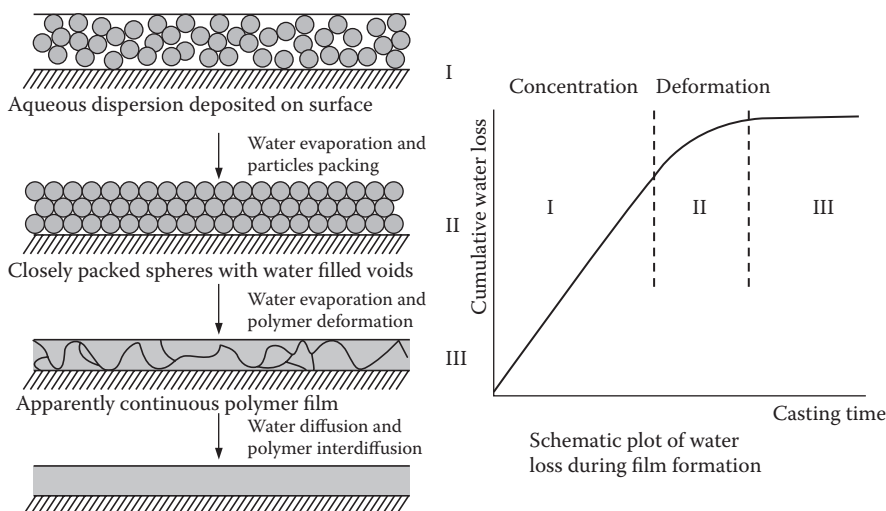 Aqueous dispersion deposited on surface
Water evaporation and
particles packing
Closely packed spheres with water filled voids
Water evaporation and
polymer deformation
Apparently continuous polymer film
Water diffusion and
polymer interdiffusion
I
II
III
Concentration
Deformation
Cumulative water loss
I
II
III
Casting time
Schematic plot of water
loss during film formation